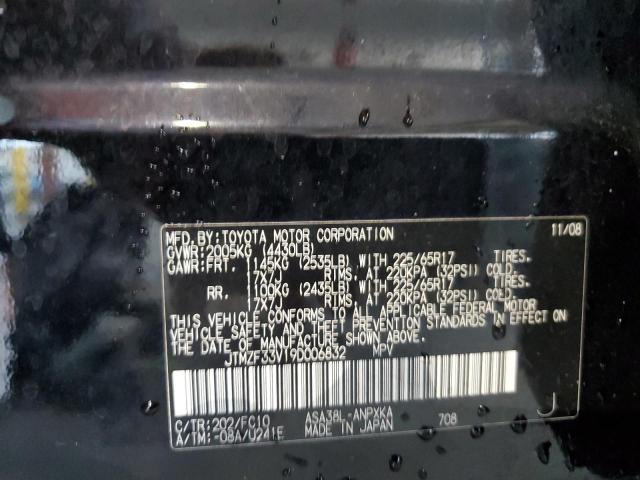 MFD. BY: TOYOTA MOTOR CORPORATION 11/08
GVWR: 2005KG (4430LB)
GAWR: FRT. 1145KG (2535LB) WITH 225/65R17 TIRES.
17X7J RIMS, AT 220KPA (32PSI) COLD.
RR. 1100KG (2435LB) WITH 225/65R17 TIRES.
17X7J RIMS, AT 220KPA (32PSI) COLD.
THIS VEHICLE CONFORMS TO ALL APPLICABLE FEDERAL MOTOR
VEHICLE SAFETY AND THEFT PREVENTION STANDARDS IN EFFECT ON
THE DATE OF MANUFACTURE SHOWN ABOVE.
JTMZF33V19D006832 MPV
C/TR: 202/FC10 ASA38L-ANPXKA 708 J
A/TM: -08A/U241E MADE IN JAPAN